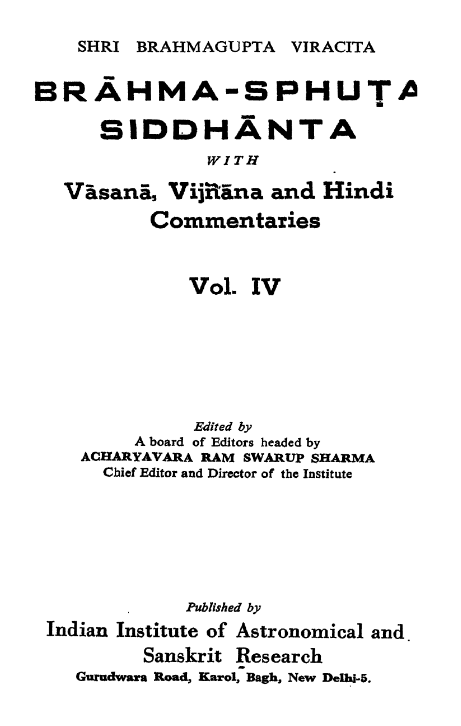 SHRI BRAHMAGUPTA VIRACITA
BRĀHMA-SPHUṬA
SIDDHĀNTA
WITH
Vāsanā, Vijñāna and Hindi
Commentaries
Vol. IV
Edited by
A board of Editors headed by
ACHARYAVARA RAM SWARUP SHARMA
Chief Editor and Director of the Institute
Published by
Indian Institute of Astronomical and
Sanskrit Research
Gurudwara Road, Karol, Bagh, New Delhi-5.